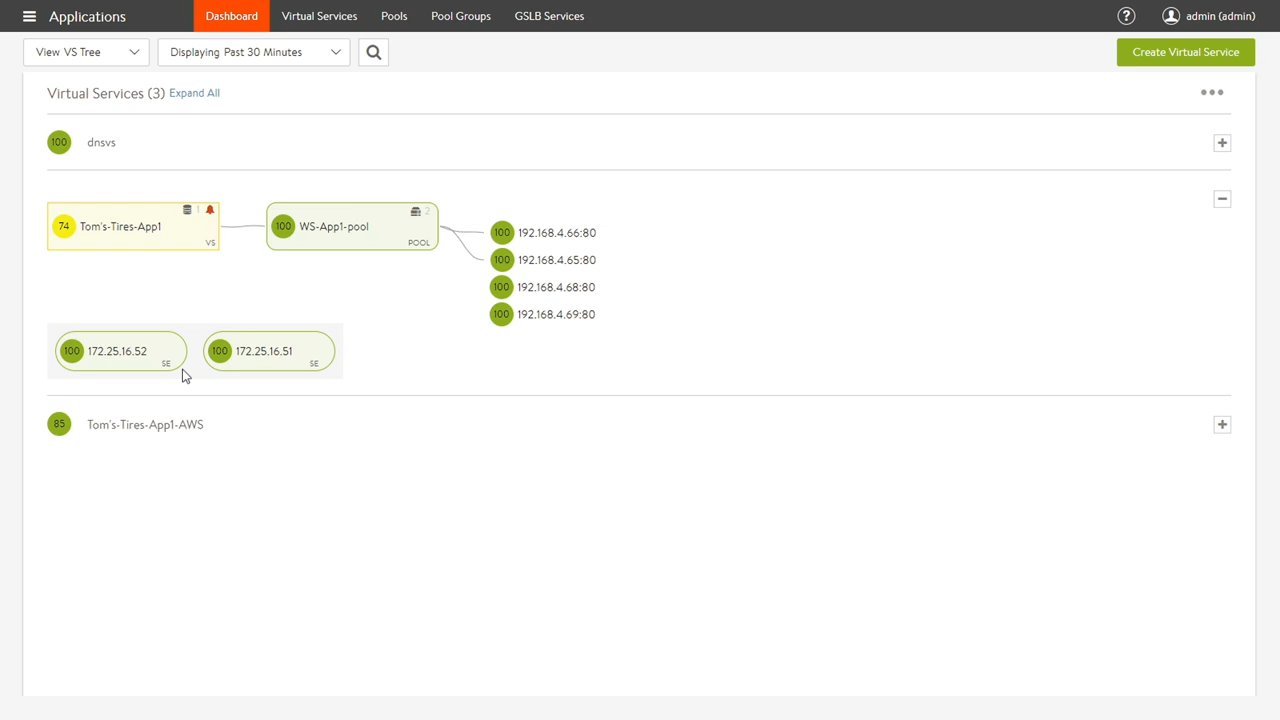 Applications Dashboard Virtual Services Pools Pool Groups GSLB Services ? admin (admin)
View VS Tree Displaying Past 30 Minutes Create Virtual Service
Virtual Services (3) Expand All
100 dnsvs
1
74 Tom's-Tires-App1
VS
2
100 WS-App1-pool
POOL
100 192.168.4.66:80
100 192.168.4.65:80
100 192.168.4.68:80
100 192.168.4.69:80
100 172.25.16.52
SE
100 172.25.16.51
SE
85 Tom's-Tires-App1-AWS